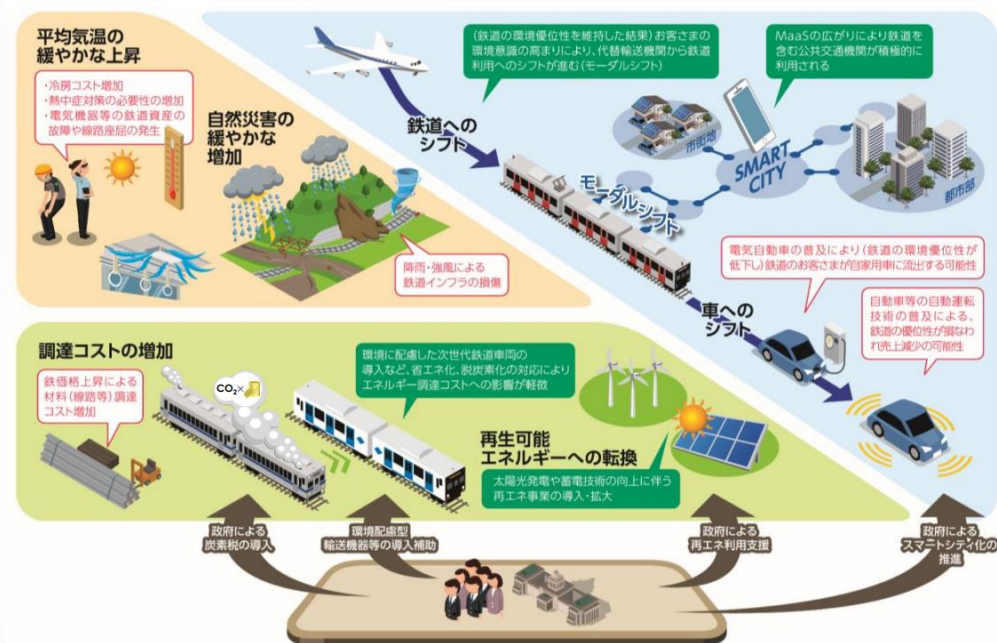 平均気温の
緩やかな上昇
・冷房コスト増加
・熱中症対策の必要性の増加
・電気機器等の鉄道資産の
故障や線路座屈の発生
自然災害の
緩やかな
増加
降雨・強風による
鉄道インフラの損傷
(鉄道の環境優位性を維持した結果)お客さまの
環境意識の高まりにより、代替輸送機関から鉄道
利用へのシフトが進む(モーダルシフト)
MaaSの広がりにより鉄道を
含む公共交通機関が積極的に
利用される
鉄道への
シフト
市街地
SMART
CITY
都市部
モーダルシフト
電気自動車の普及により(鉄道の環境優位性が
低下し)鉄道のお客さまが自家用車に流出する可能性
車への
シフト
自動車等の自動運転
技術の普及による、
鉄道の優位性が損なわ
れ売上減少の可能性
調達コストの増加
鉄価格上昇による
材料(線路等)調達
コスト増加
CO₂×
環境に配慮した次世代鉄道車両の
導入など、省エネ化、脱炭素化の対応により
エネルギー調達コストへの影響が軽微
再生可能
エネルギーへの転換
太陽光発電や蓄電技術の向上に伴う
再エネ事業の導入・拡大
政府による
炭素税の導入
環境配慮型
輸送機器等の導入補助
政府による
再エネ利用支援
政府による
スマートシティ化の
推進